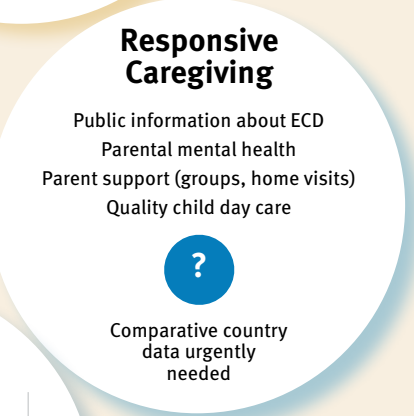 Responsive
Caregiving
Public information about ECD
Parental mental health
Parent support (groups, home visits)
Quality child day care
?
Comparative country
data urgently
needed